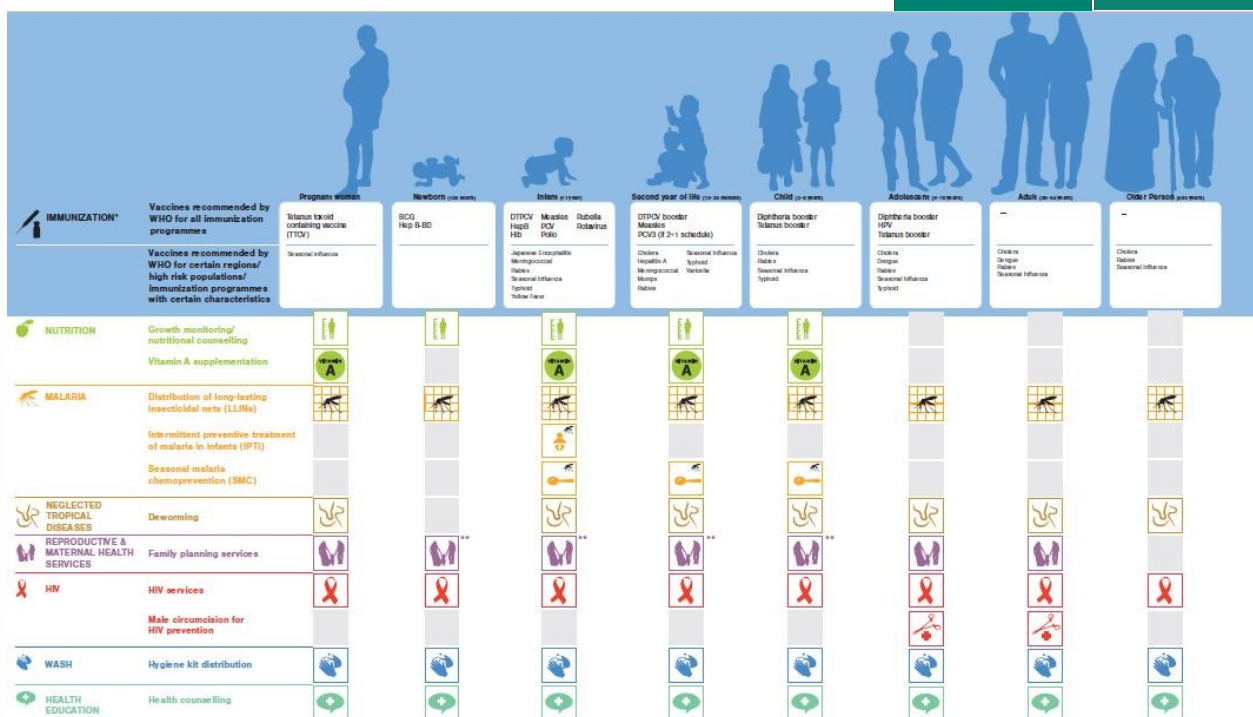 Pregnant woman
Newborn
Infant
Second year of life
Child
Adolescent
Adult
Older Person
IMMUNIZATION*
Vaccines recommended by
WHO for all immunization
programmes
Tetanus toxoid
containing vaccine
(TTCV)
BCG
Hep B-BD
DTPCV Measles Rubella
HepB PCV Rotavirus
Hib Polio
DTPCV booster
Measles
PCV3 (if 2+1 schedule)
Diphtheria booster
Tetanus booster
Diphtheria booster
HPV
Tetanus booster
–
–
Vaccines recommended by
WHO for certain regions/
high risk populations/
immunization programmes
with certain characteristics
Seasonal Influenza
Japanese Encephalitis
Meningococcal
Rabies
Seasonal Influenza
Typhoid
Yellow Fever
Cholera Seasonal Influenza
Hepatitis A Typhoid
Meningococcal Varicella
Mumps
Rabies
Cholera
Rabies
Seasonal Influenza
Typhoid
Cholera
Dengue
Rabies
Seasonal Influenza
Typhoid
Cholera
Dengue
Rabies
Seasonal Influenza
Cholera
Rabies
Seasonal Influenza
NUTRITION
Growth monitoring/
nutritional counselling
Vitamin A supplementation
VITAMIN A
VITAMIN A
VITAMIN A
VITAMIN A
MALARIA
Distribution of long-lasting
insecticidal nets (LLINs)
Intermittent preventive treatment
of malaria in infants (IPTi)
Seasonal malaria
chemoprevention (SMC)
NEGLECTED
TROPICAL
DISEASES
Deworming
REPRODUCTIVE &
MATERNAL HEALTH
SERVICES
Family planning services
** ** ** **
HIV
HIV services
Male circumcision for
HIV prevention
WASH
Hygiene kit distribution
HEALTH
EDUCATION
Health counselling